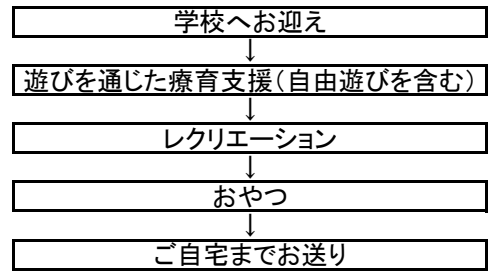 学校へお迎え
↓
遊びを通じた療育支援(自由遊びを含む)
↓
レクリエーション
↓
おやつ
↓
ご自宅までお送り